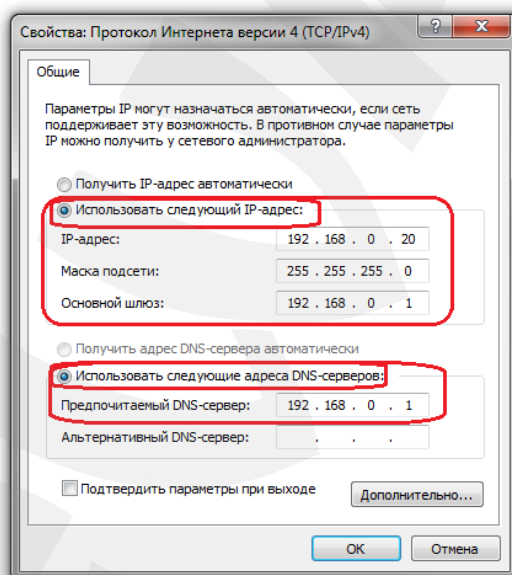 Свойства: Протокол Интернета версии 4 (TCP/IPv4)
Общие
Параметры IP могут назначаться автоматически, если сеть
поддерживает эту возможность. В противном случае параметры
IP можно получить у сетевого администратора.
Получить IP-адрес автоматически
Использовать следующий IP-адрес:
IP-адрес: 192 . 168 . 0 . 20
Маска подсети: 255 . 255 . 255 . 0
Основной шлюз: 192 . 168 . 0 . 1
Получить адрес DNS-сервера автоматически
Использовать следующие адреса DNS-серверов:
Предпочитаемый DNS-сервер: 192 . 168 . 0 . 1
Альтернативный DNS-сервер: . . .
Подтвердить параметры при выходе
Дополнительно...
ОК Отмена